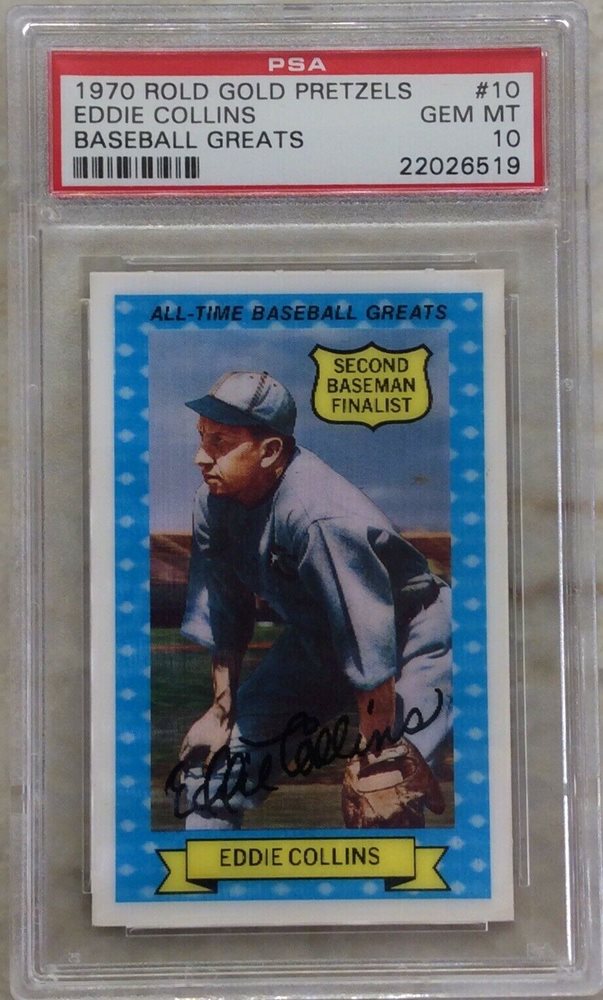 PSA
1970 ROLD GOLD PRETZELS #10
EDDIE COLLINS GEM MT
BASEBALL GREATS 10
22026519
ALL-TIME BASEBALL GREATS
SECOND
BASEMAN
FINALIST
Eddie Collins
EDDIE COLLINS